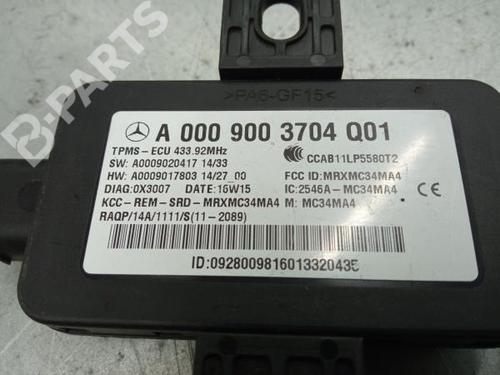 B-PARTS
>PA6-GF15<
A 000 900 3704 Q01
TPMS-ECU 433.92MHz
CCAB11LP5580T2
SW: A0009020417 14/33
FCC ID: MRXMC34MA4
HW: A0009017803 14/27_00
IC:2546A-MC34MA4
DIAG:0X3007 DATE:16W15
M: MC34MA4
KCC-REM-SRD-MRXMC34MA4
RAQP/14A/1111/S(11-2089)
ID:0928009816013320435